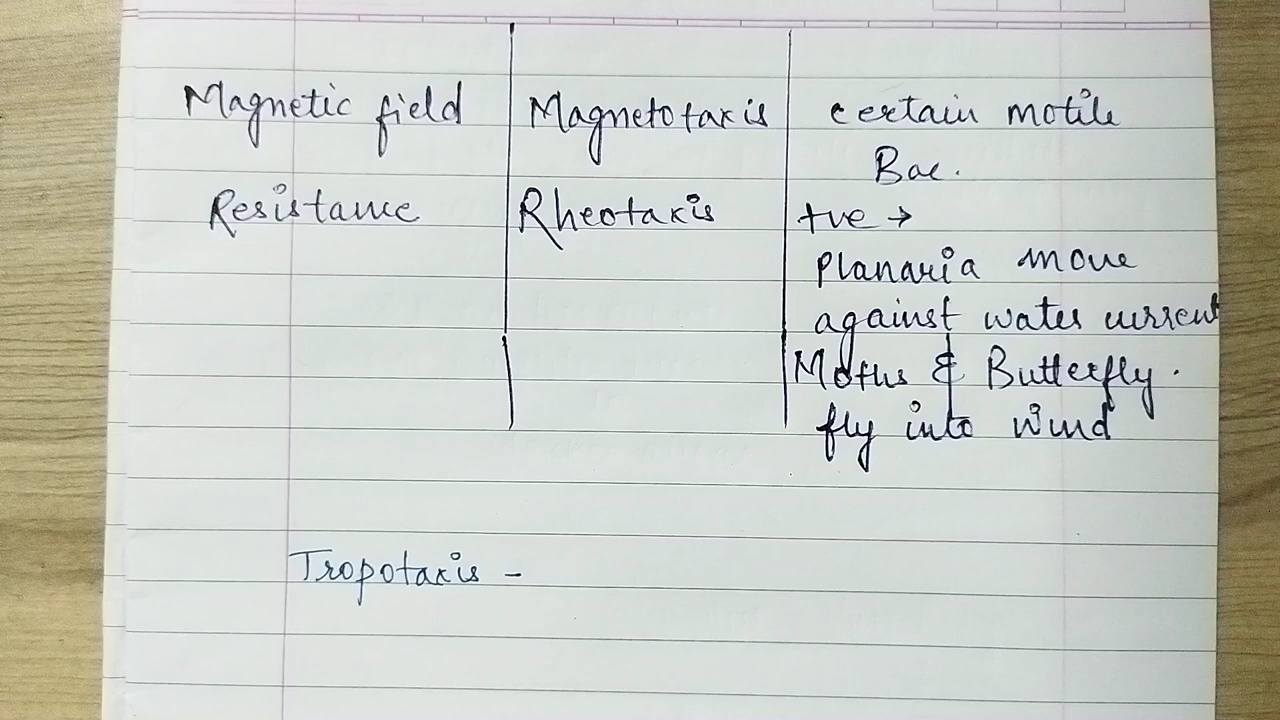 Magnetic field Magnetotaxis certain motile
Bac.
Resistance Rheotaxis +ve →
Planaria move
against water current
Moths & Butterfly.
fly into wind
Tropotaxis -